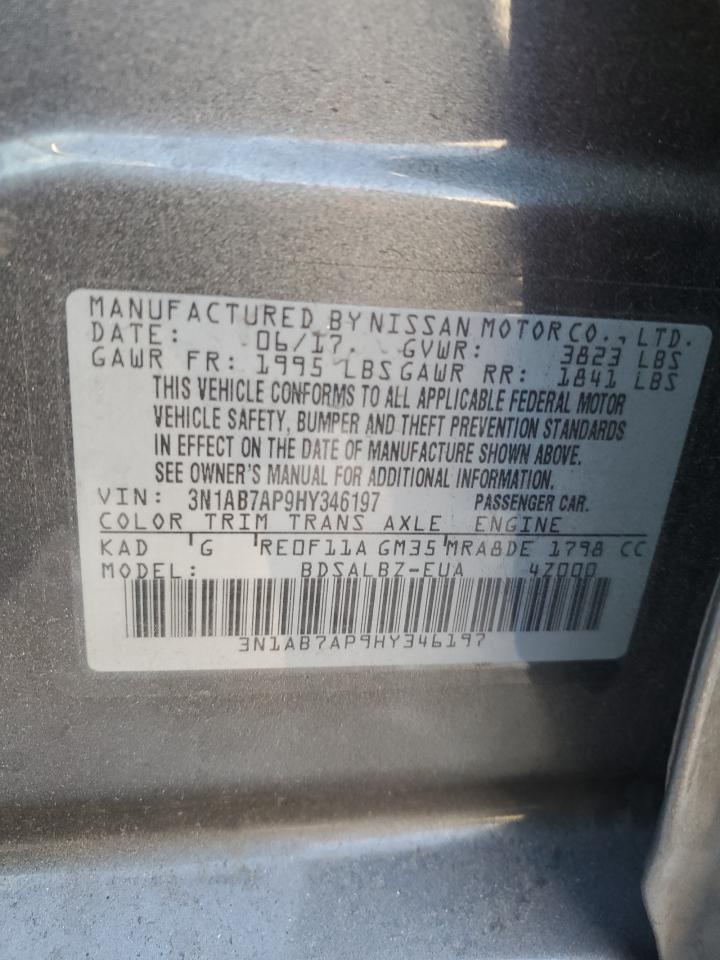 MANUFACTURED BY NISSAN MOTOR CO., LTD.
DATE: 06/17. GVWR: 3823 LBS
GAWR FR: 1995 LBS GAWR RR: 1841 LBS
THIS VEHICLE CONFORMS TO ALL APPLICABLE FEDERAL MOTOR
VEHICLE SAFETY, BUMPER AND THEFT PREVENTION STANDARDS
IN EFFECT ON THE DATE OF MANUFACTURE SHOWN ABOVE.
SEE OWNER'S MANUAL FOR ADDITIONAL INFORMATION.
VIN: 3N1AB7AP9HY346197 PASSENGER CAR.
COLOR TRIM TRANS AXLE ENGINE
KAD G RE0F11A GM35 MRA8DE 1798 CC
MODEL: BDSALBZ-EUA 4Z000
3N1AB7AP9HY346197